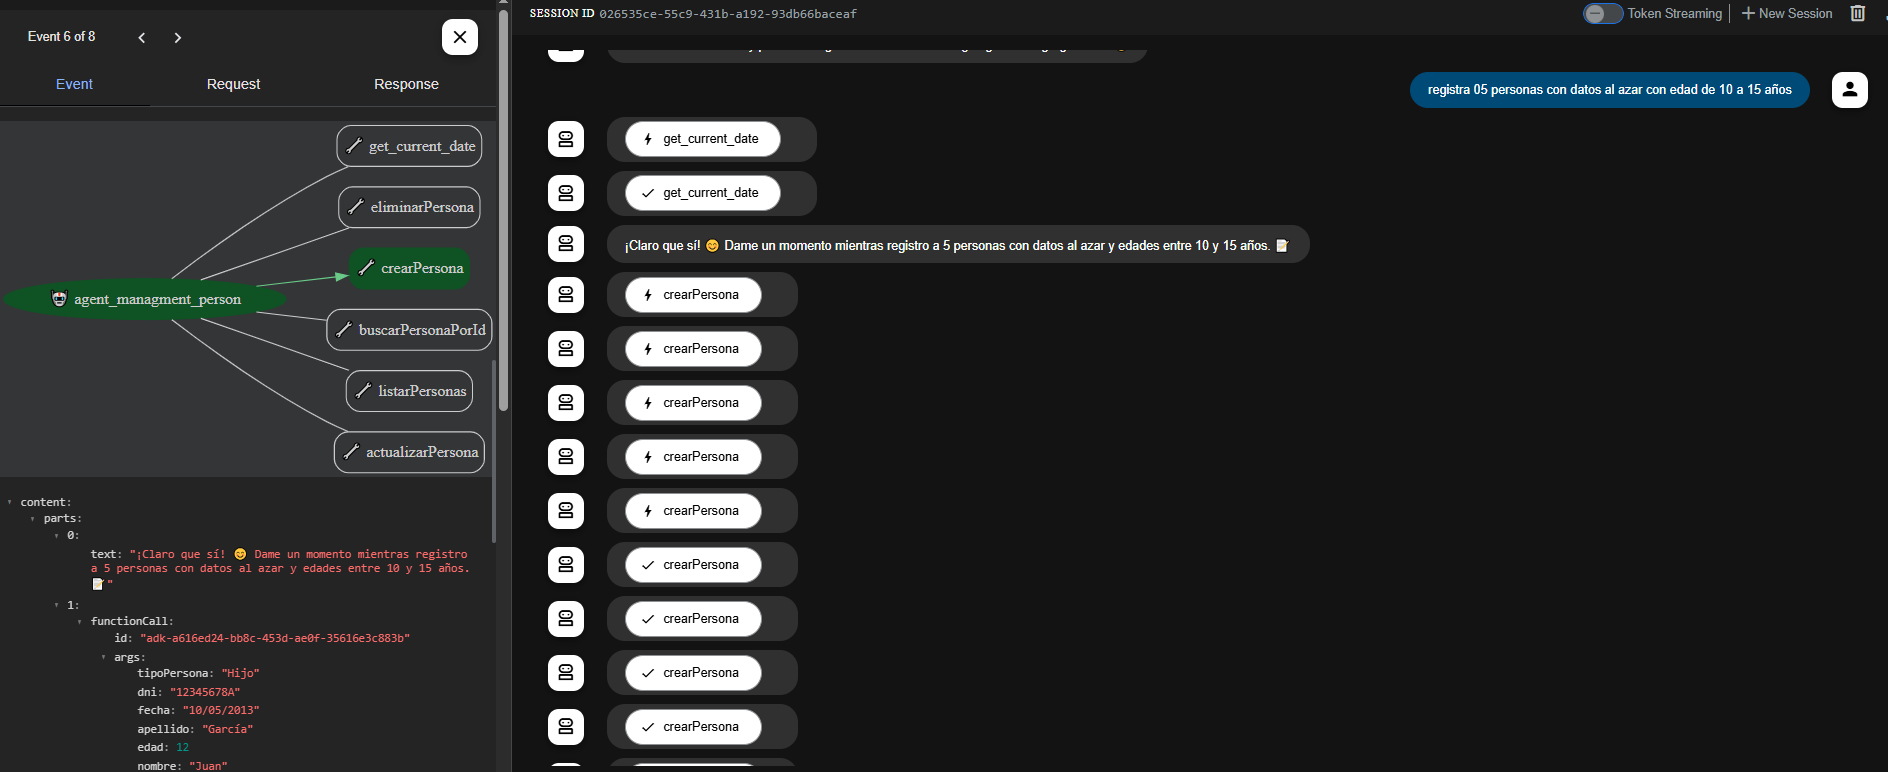 Event 6 of 8
Event
Request
Response
get_current_date
eliminarPersona
crearPersona
agent_managment_person
buscarPersonaPorId
listarPersonas
actualizarPersona
content:
parts:
0:
text: "¡Claro que sí! 😊 Dame un momento mientras registro
a 5 personas con datos al azar y edades entre 10 y 15 años.
📝"
1:
functionCall:
id: "adk-a616ed24-bb8c-453d-ae0f-35616e3c883b"
args:
tipoPersona: "Hijo"
dni: "12345678A"
fecha: "10/05/2013"
apellido: "García"
edad: 12
nombre: "Juan"
SESSION ID 026535ce-55c9-431b-a192-93db66baceaf
Token Streaming
New Session
registra 05 personas con datos al azar con edad de 10 a 15 años
get_current_date
get_current_date
¡Claro que sí! 😊 Dame un momento mientras registro a 5 personas con datos al azar y edades entre 10 y 15 años. 📝
crearPersona
crearPersona
crearPersona
crearPersona
crearPersona
crearPersona
crearPersona
crearPersona
crearPersona